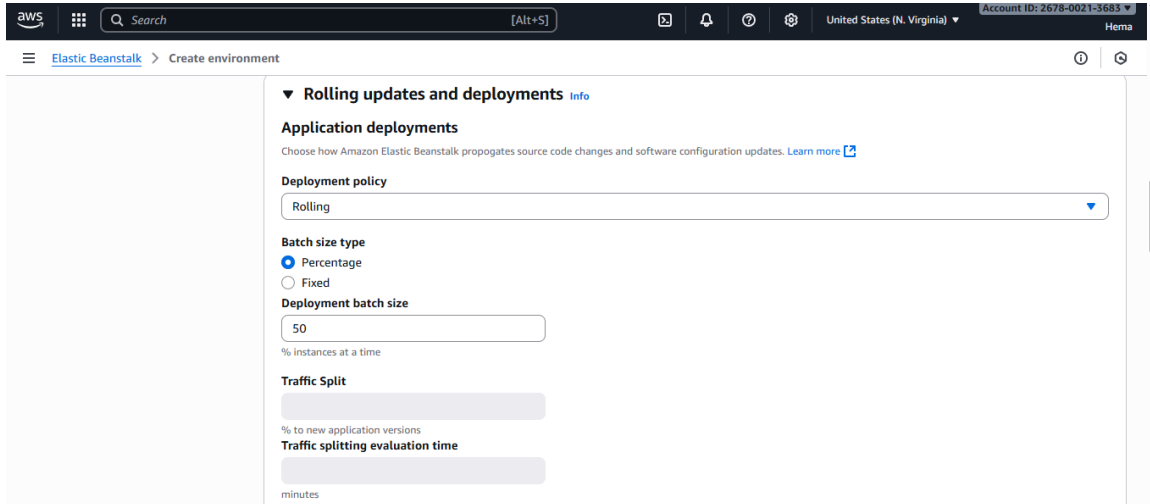 aws
Search
[Alt+S]
United States (N. Virginia)
Account ID: 2678-0021-3683
Hema
Elastic Beanstalk > Create environment
Rolling updates and deployments Info
Application deployments
Choose how Amazon Elastic Beanstalk propogates source code changes and software configuration updates. Learn more
Deployment policy
Rolling
Batch size type
Percentage
Fixed
Deployment batch size
50
% instances at a time
Traffic Split
% to new application versions
Traffic splitting evaluation time
minutes